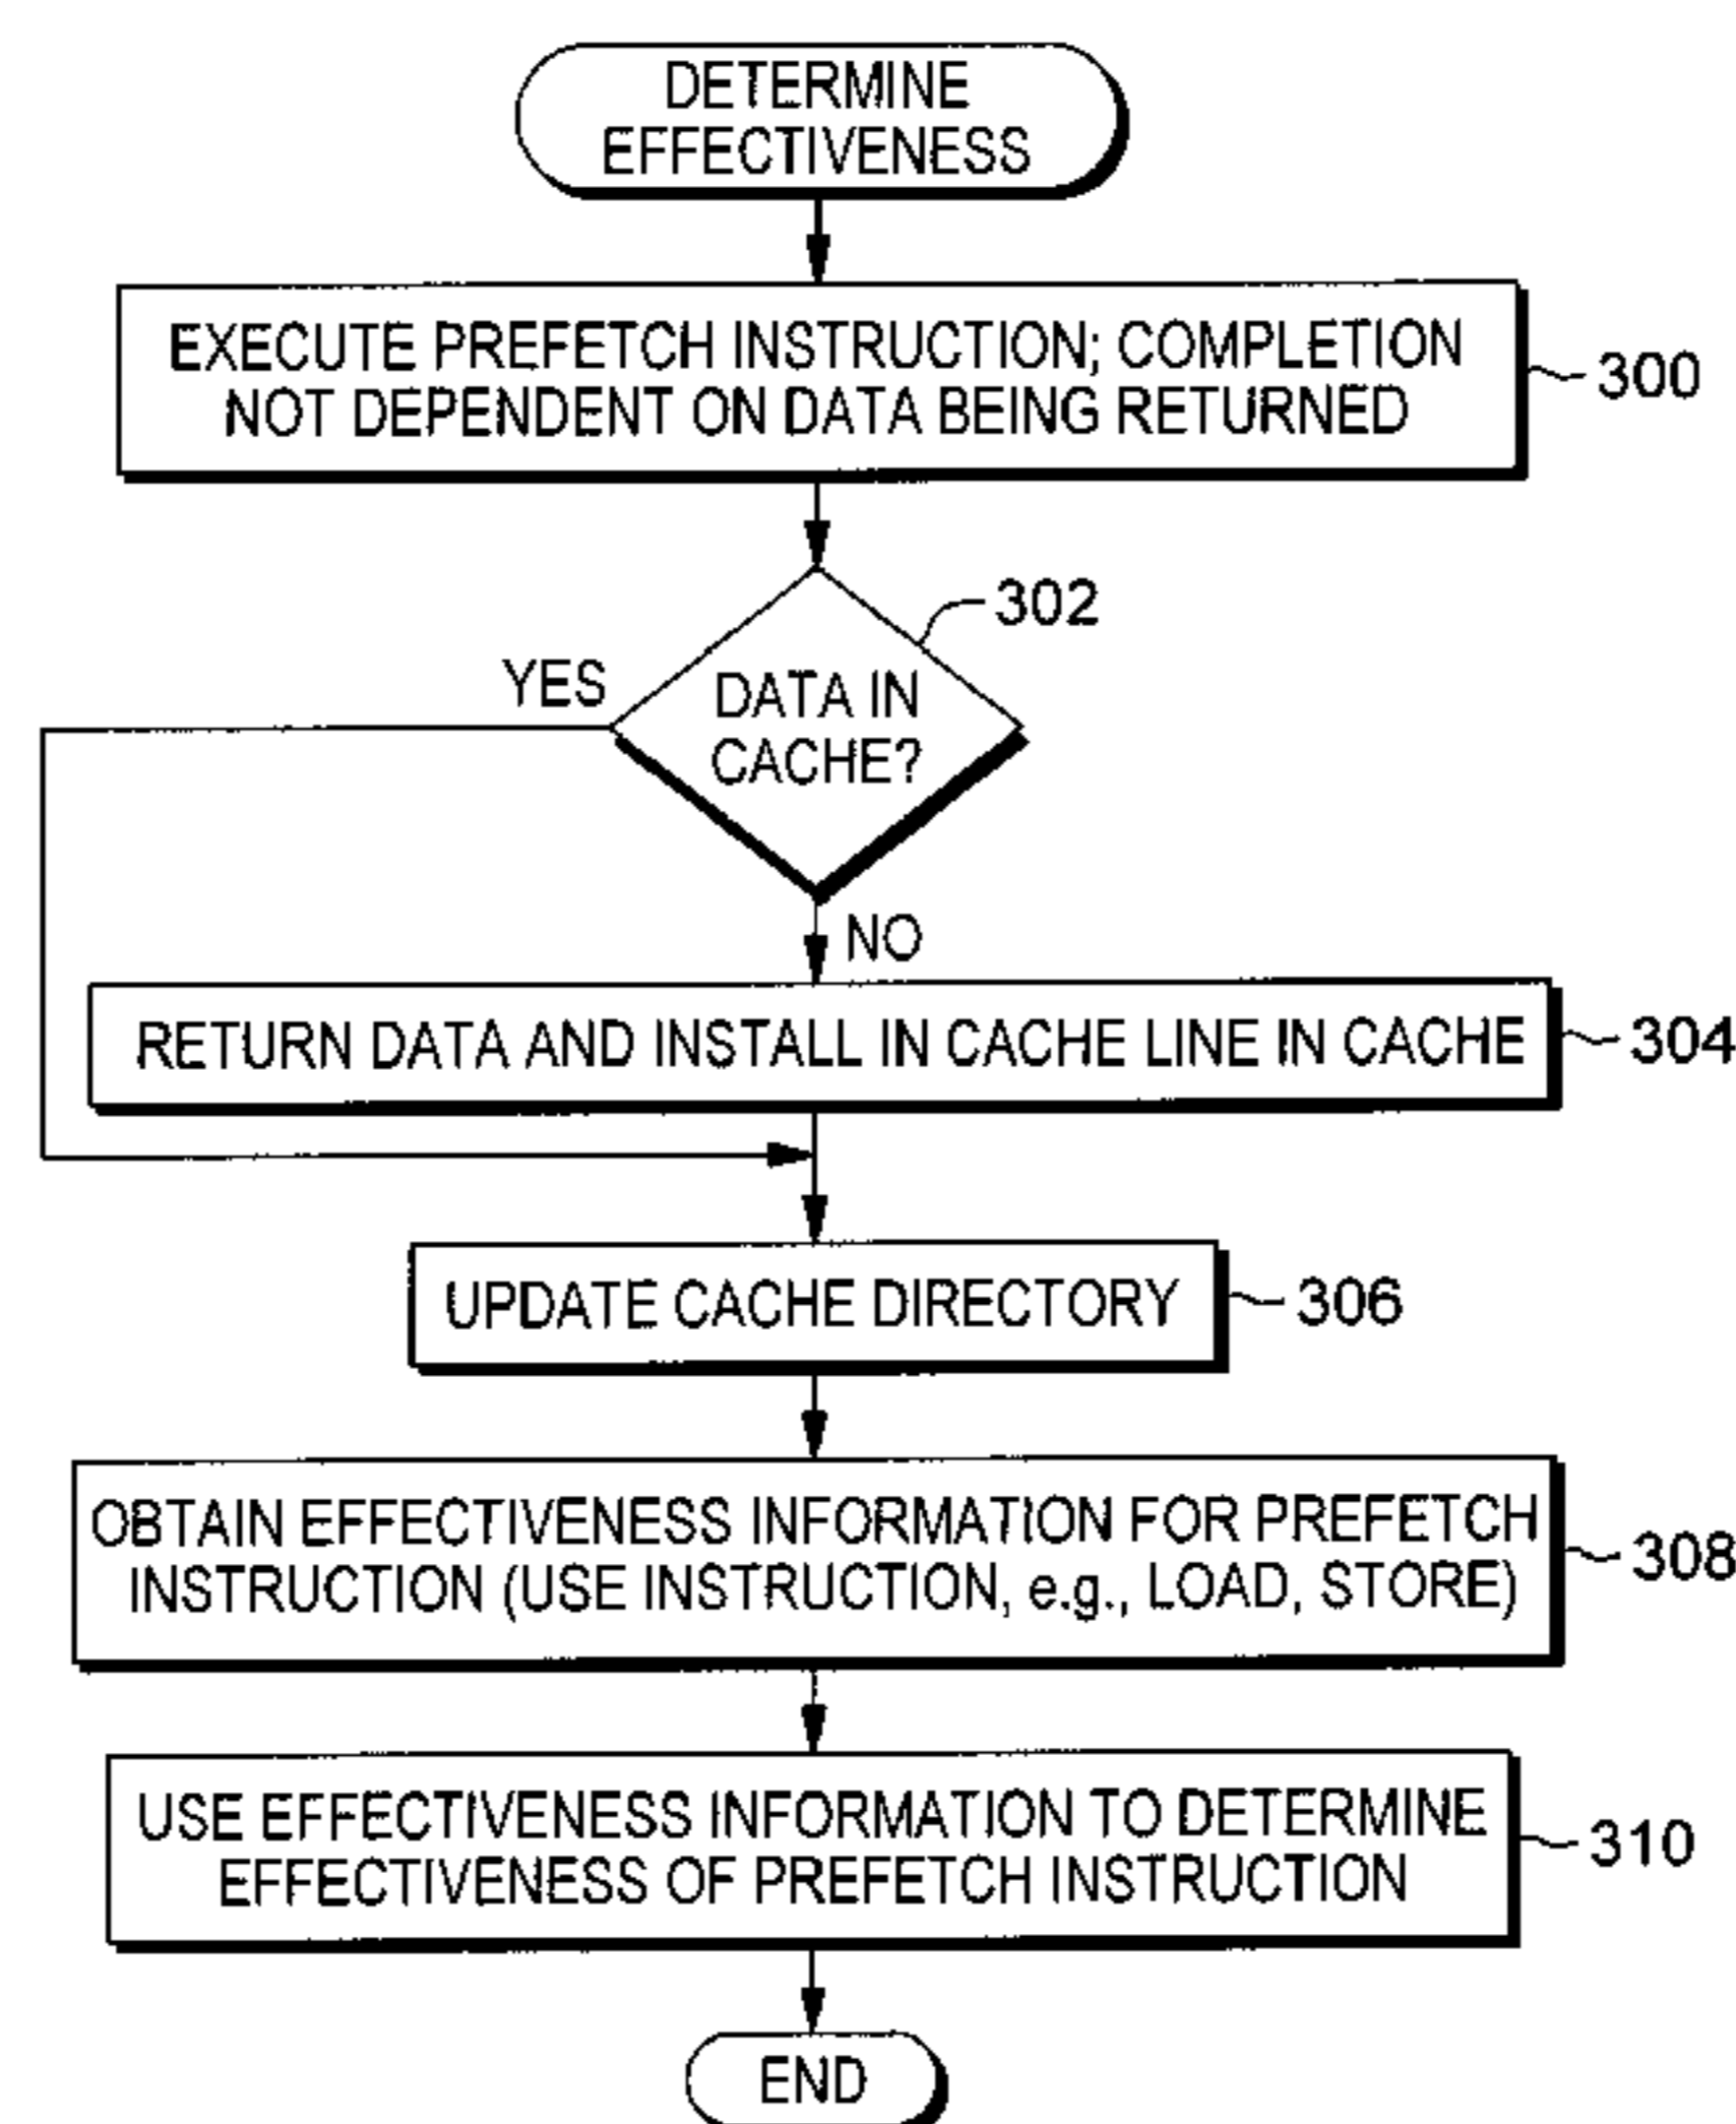 DETERMINE
EFFECTIVENESS
EXECUTE PREFETCH INSTRUCTION; COMPLETION
NOT DEPENDENT ON DATA BEING RETURNED
300
302
YES
DATA IN
CACHE?
NO
RETURN DATA AND INSTALL IN CACHE LINE IN CACHE
304
UPDATE CACHE DIRECTORY
306
OBTAIN EFFECTIVENESS INFORMATION FOR PREFETCH
INSTRUCTION (USE INSTRUCTION, e.g., LOAD, STORE)
308
USE EFFECTIVENESS INFORMATION TO DETERMINE
EFFECTIVENESS OF PREFETCH INSTRUCTION
310
END